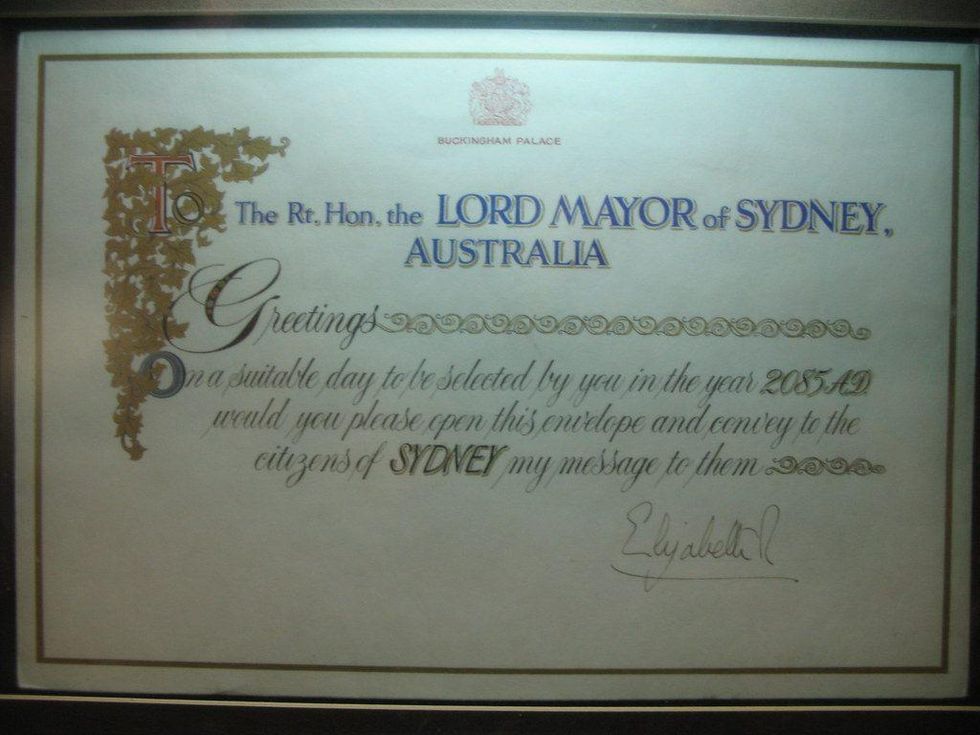 BUCKINGHAM PALACE
To The Rt. Hon. the LORD MAYOR of SYDNEY,
AUSTRALIA
Greetings
On a suitable day to be selected by you in the year 2085 A.D.
would you please open this envelope and convey to the
citizens of SYDNEY my message to them
Elizabeth R